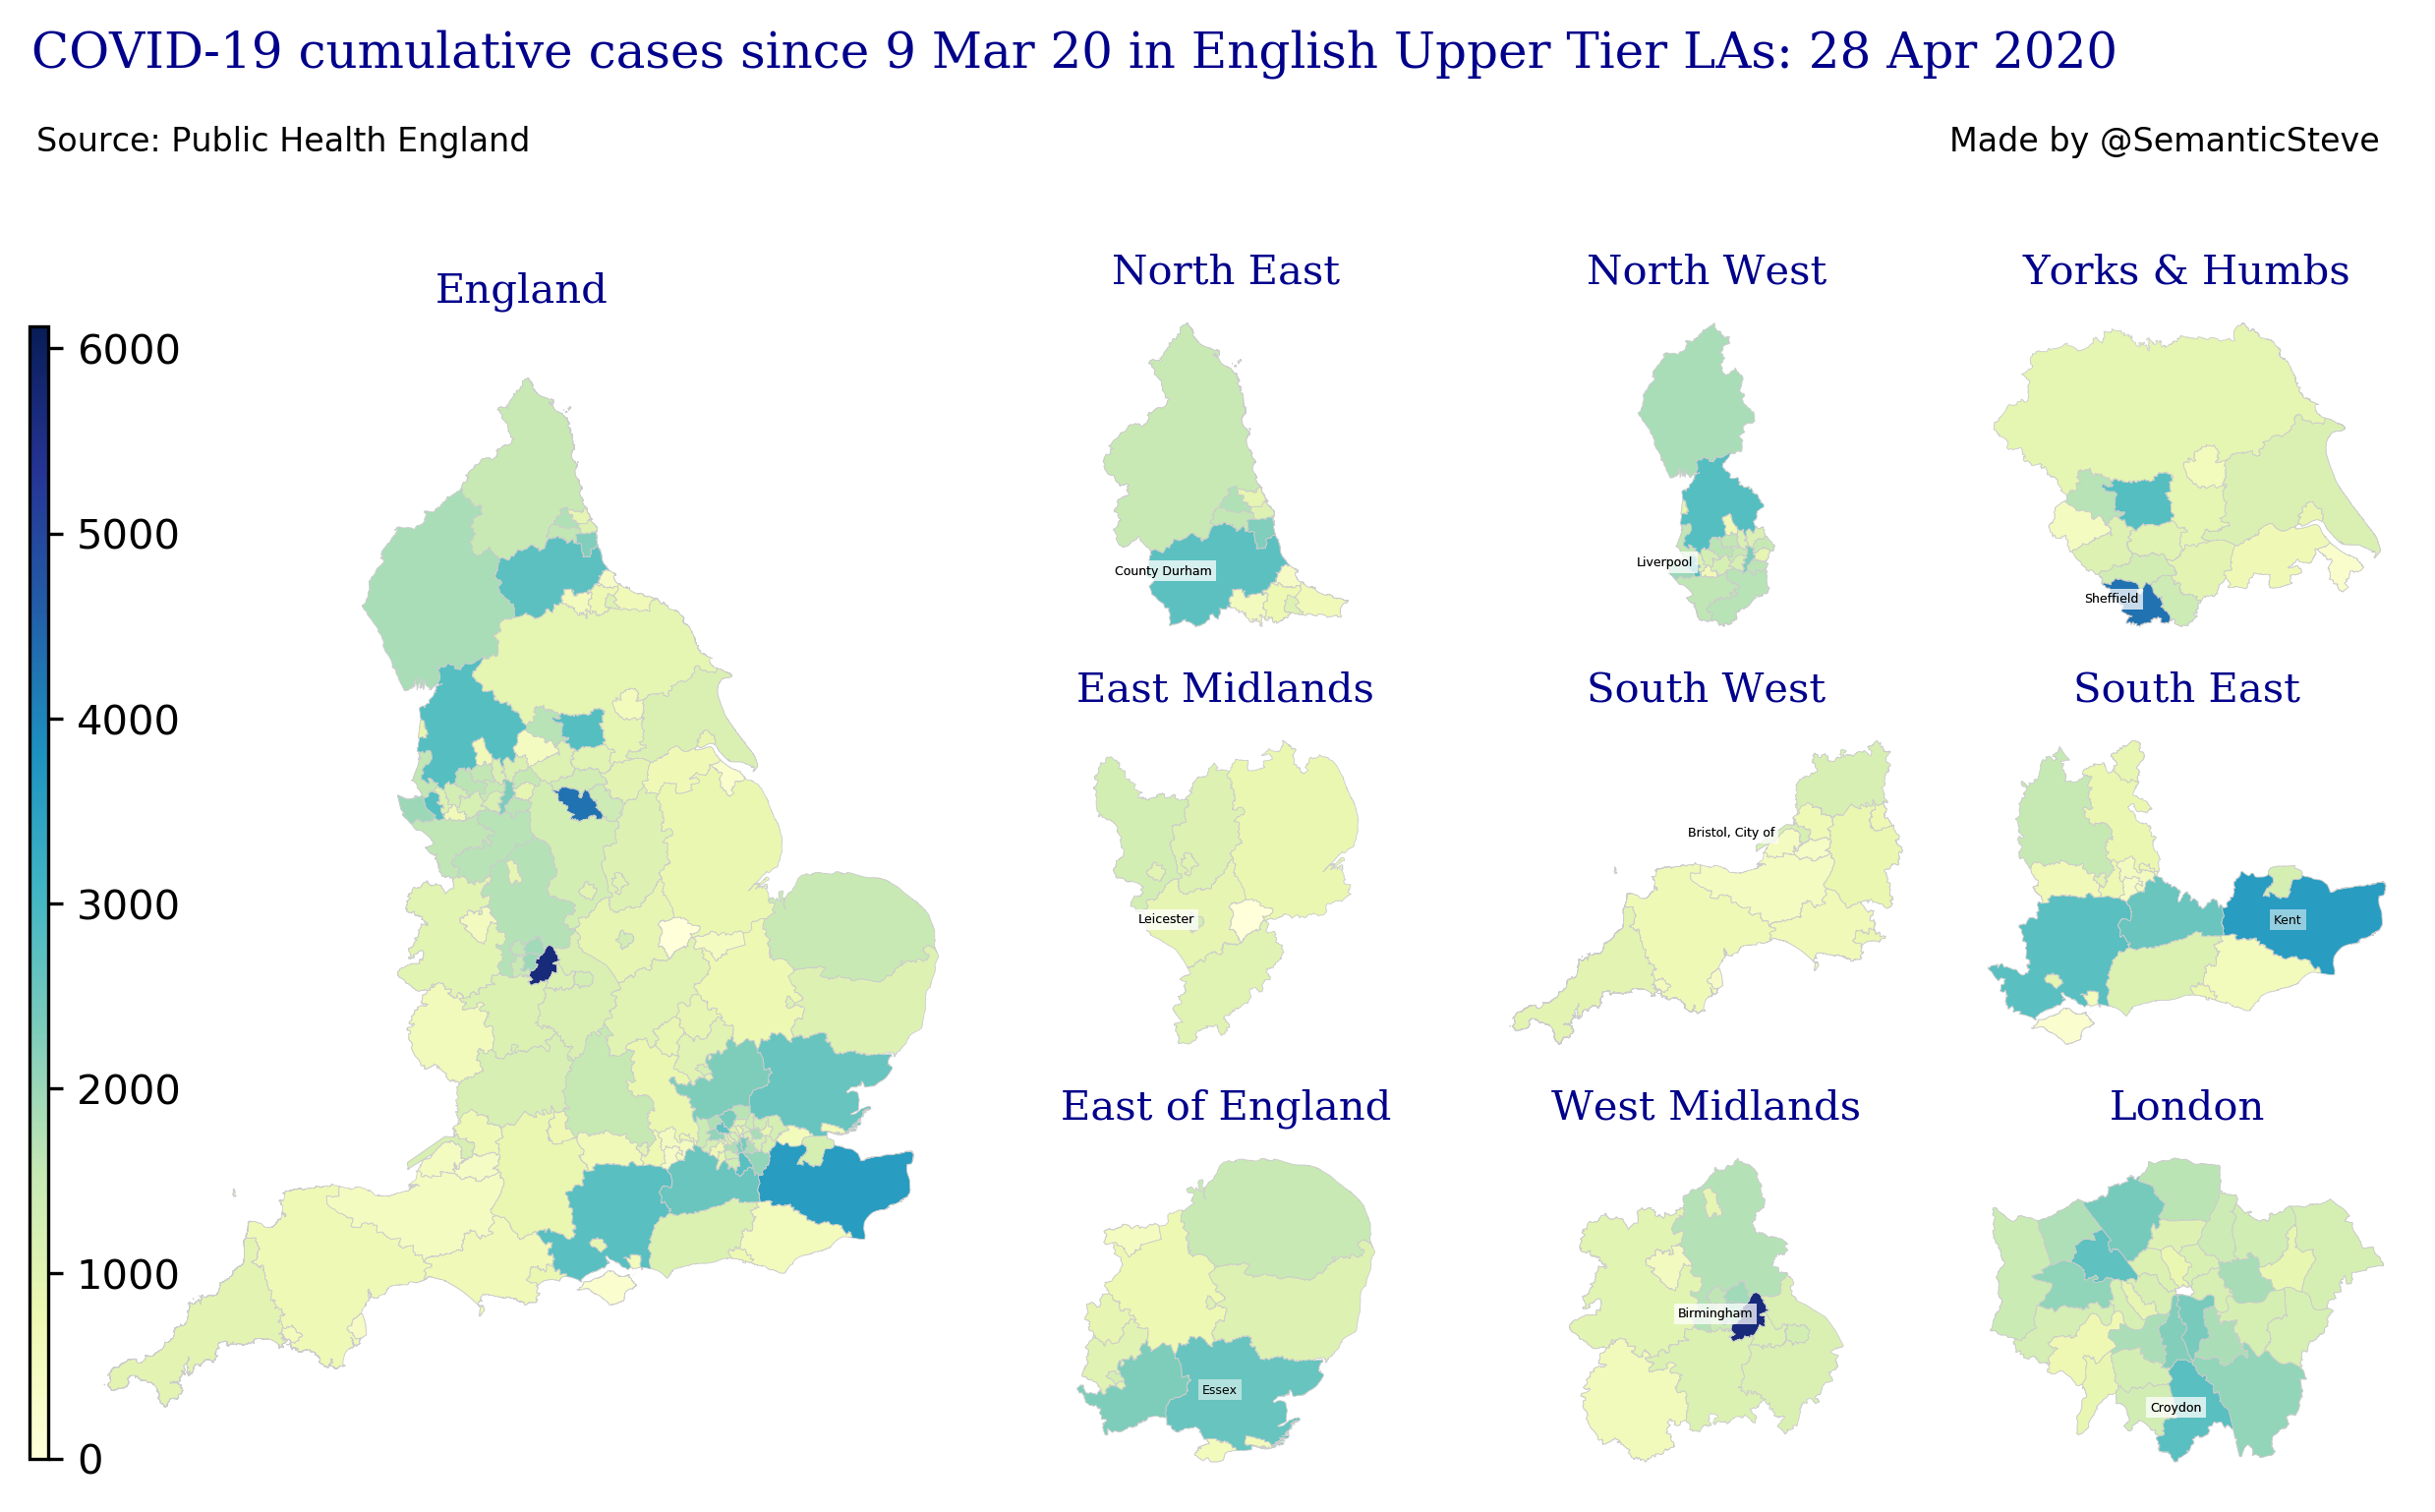 COVID-19 cumulative cases since 9 Mar 20 in English Upper Tier LAs: 28 Apr 2020
Source: Public Health England
Made by @SemanticSteve
England
6000
5000
4000
3000
2000
1000
0
North East
County Durham
North West
Liverpool
Yorks & Humbs
Sheffield
East Midlands
Leicester
South West
Bristol, City of
South East
Kent
East of England
Essex
West Midlands
Birmingham
London
Croydon